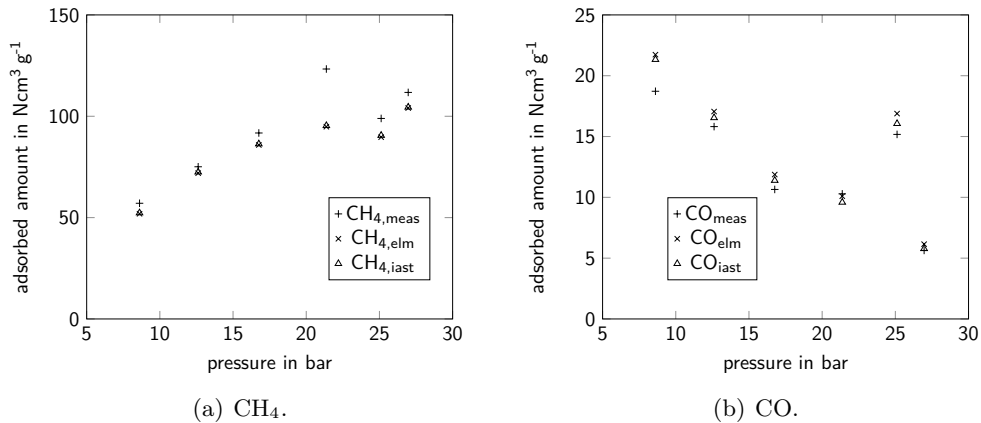 150
100
50
0
5
10
15
20
25
30
adsorbed amount in Ncm³ g⁻¹
pressure in bar
CH₄,meas
CH₄,elm
CH₄,iast
(a) CH₄.
25
20
15
10
5
0
5
10
15
20
25
30
adsorbed amount in Ncm³ g⁻¹
pressure in bar
COmeas
COelm
COiast
(b) CO.